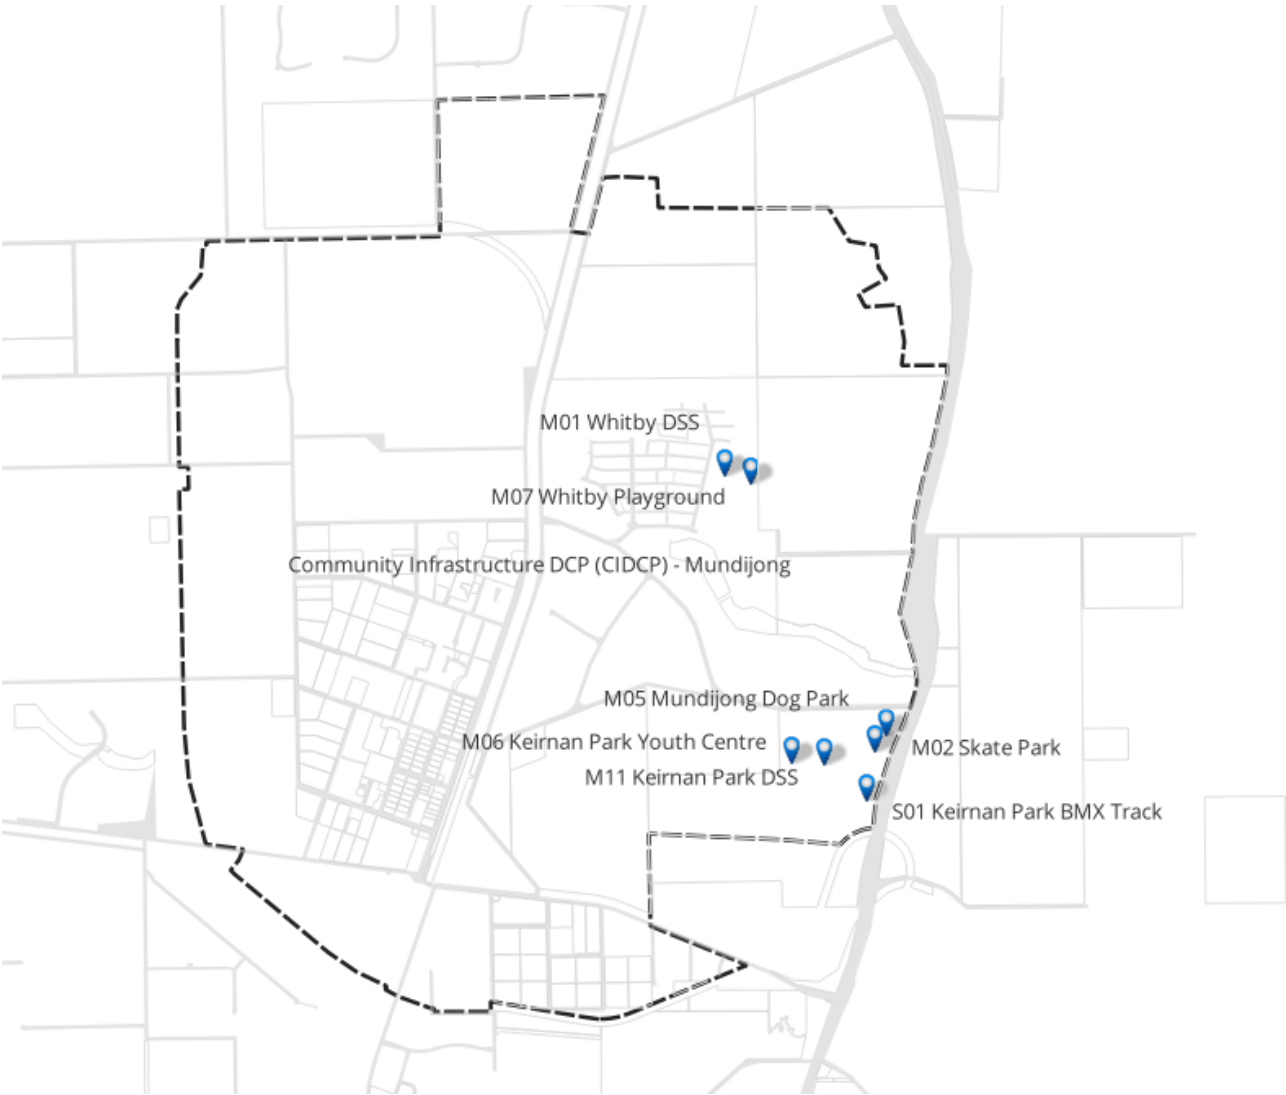 M01 Whitby DSS
M07 Whitby Playground
Community Infrastructure DCP (CIDCP) - Mundijong
M05 Mundijong Dog Park
M06 Keirnan Park Youth Centre
M02 Skate Park
M11 Keirnan Park DSS
S01 Keirnan Park BMX Track